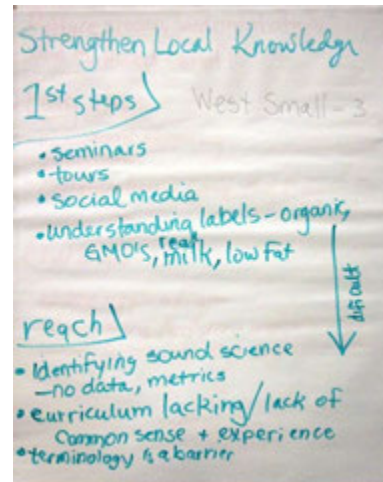 Strengthen Local Knowledge
1st steps
West Small - 3
• seminars
• tours
• social media
• understanding labels - organic,
GMO's, real milk, low fat
dificult
reach
• Identifying sound science
- no data, metrics
• curriculum lacking / lack of
Common sense + experience
• terminology is a barrier